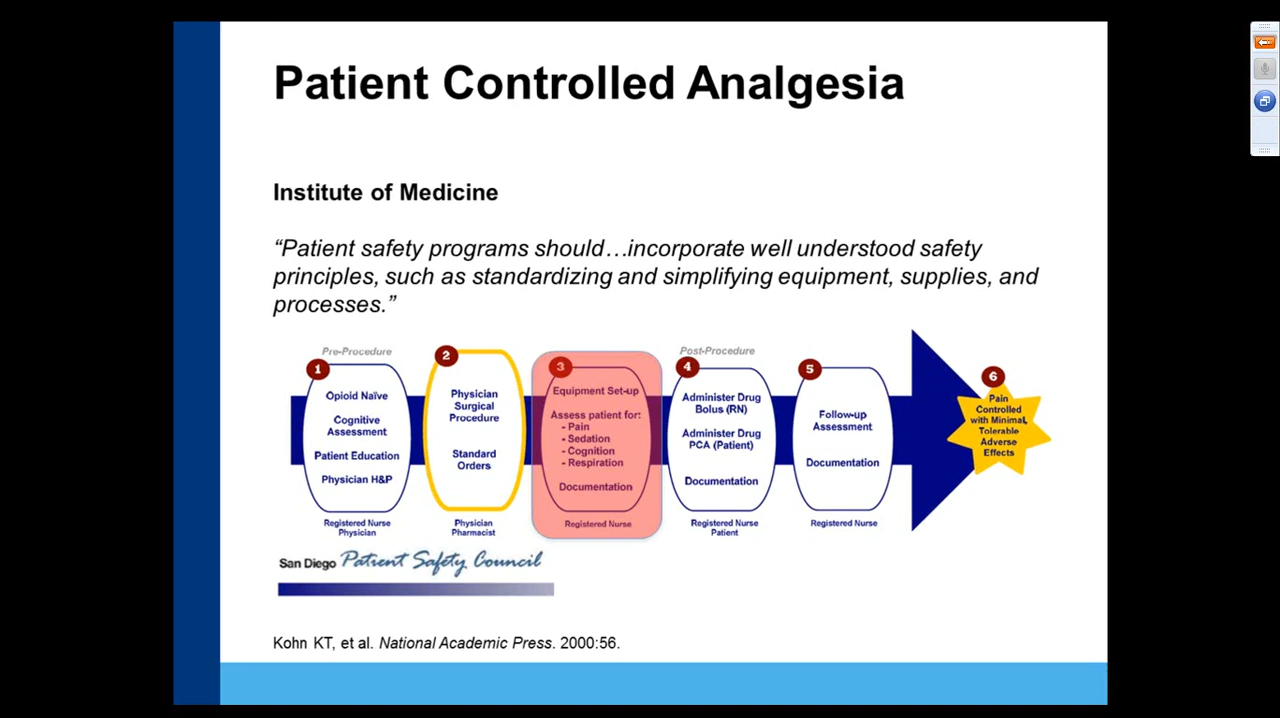 Patient Controlled Analgesia
Institute of Medicine
“Patient safety programs should…incorporate well understood safety
principles, such as standardizing and simplifying equipment, supplies, and
processes.”
Pre-Procedure
1
Opioid Naïve
Cognitive
Assessment
Patient Education
Physician H&P
Registered Nurse
Physician
2
Physician
Surgical
Procedure
Standard
Orders
Physician
Pharmacist
3
Equipment Set-up
Assess patient for:
- Pain
- Sedation
- Cognition
- Respiration
Documentation
Registered Nurse
Post-Procedure
4
Administer Drug
Bolus (RN)
Administer Drug
PCA (Patient)
Documentation
Registered Nurse
Patient
5
Follow-up
Assessment
Documentation
Registered Nurse
6
Pain
Controlled
with Minimal,
Tolerable
Adverse
Effects
San Diego Patient Safety Council
Kohn KT, et al. National Academic Press. 2000:56.